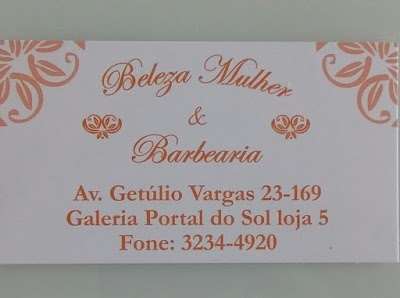 Beleza Mulher
&
Barbearia
Av. Getúlio Vargas 23-169
Galeria Portal do Sol loja 5
Fone: 3234-4920